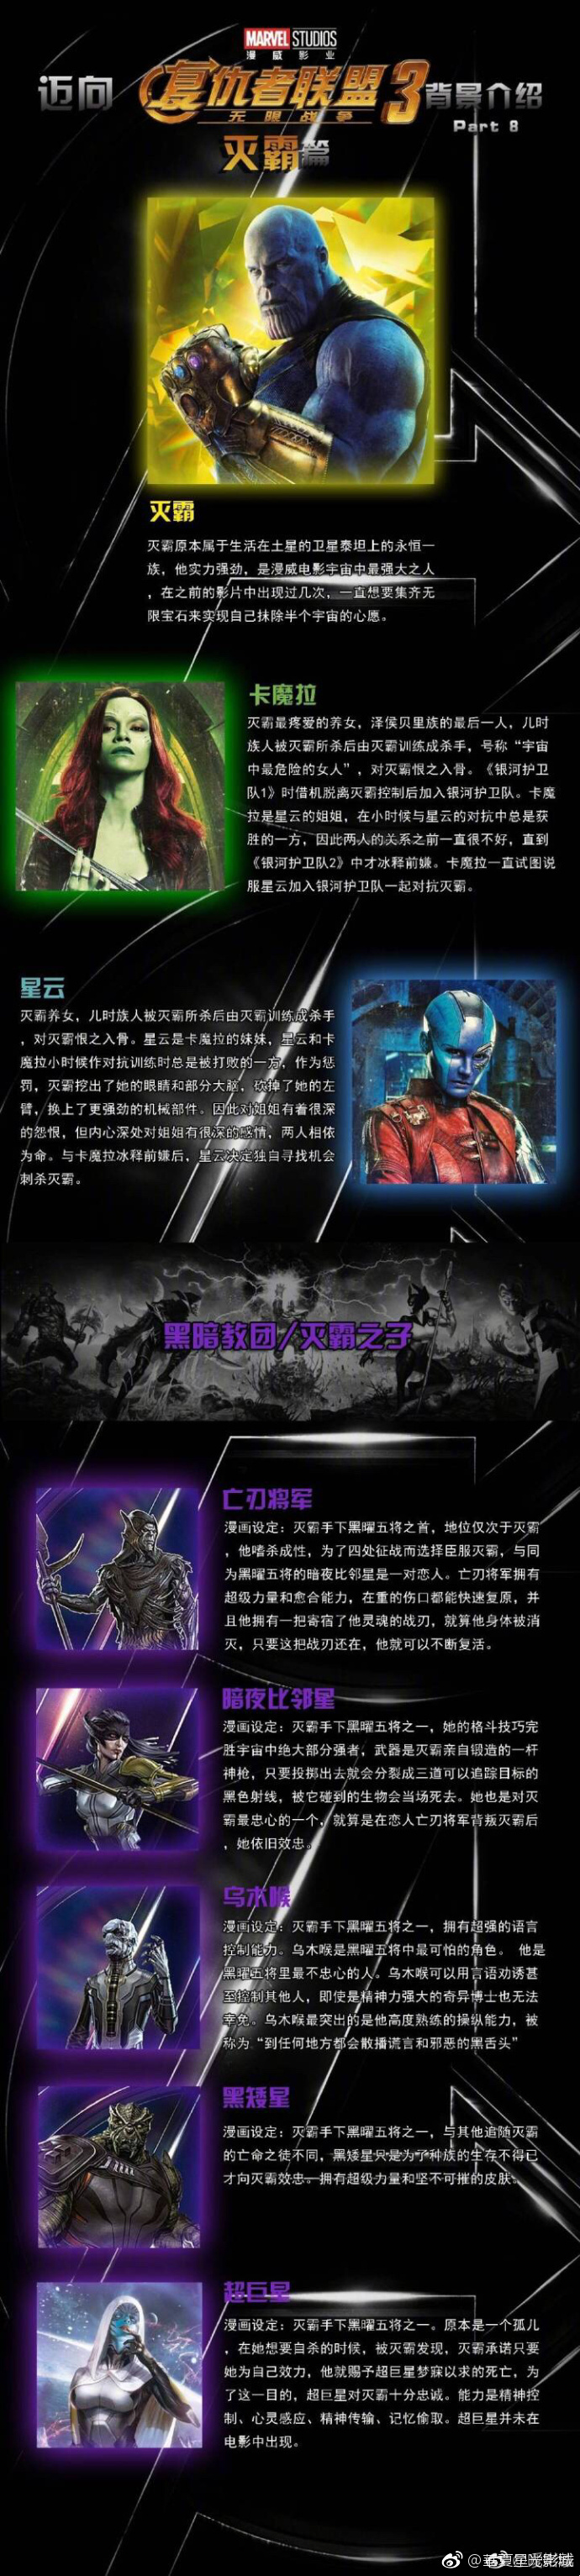 MARVEL STUDIOS
漫威影业
迈向
复仇者联盟3
无限战争
背景介绍
Part 8
灭霸篇
灭霸
灭霸原本属于生活在土星的卫星泰坦上的永恒一
族，他实力强劲，是漫威电影宇宙中最强大之人
，在之前的影片中出现过几次，一直想要集齐无
限宝石来实现自己抹除半个宇宙的心愿。
卡魔拉
灭霸最疼爱的养女，泽侯贝里族的最后一人，儿时
族人被灭霸所杀后由灭霸训练成杀手，号称“宇宙
中最危险的女人”，对灭霸恨之入骨。《银河护卫
队1》时借机脱离灭霸控制后加入银河护卫队。卡魔
拉是星云的姐姐，在小时候与星云的对抗中总是获
胜的一方，因此两人的关系之前一直很不好，直到
《银河护卫队2》中才冰释前嫌。卡魔拉一直试图说
服星云加入银河护卫队一起对抗灭霸。
星云
灭霸养女，儿时族人被灭霸所杀后由灭霸训练成杀手
，对灭霸恨之入骨。星云是卡魔拉的妹妹，星云和卡
魔拉小时候作对抗训练时总是被打败的一方，作为惩
罚，灭霸挖出了她的眼睛和部分大脑，砍掉了她的左
臂，换上了更强劲的机械部件。因此对姐姐有着很深
的怨恨，但内心深处对姐姐有很深的感情，两人相依
为命。与卡魔拉冰释前嫌后，星云决定独自寻找机会
刺杀灭霸。
黑暗教团/灭霸之子
亡刃将军
漫画设定：灭霸手下黑曜五将之首，地位仅次于灭霸
，他嗜杀成性，为了四处征战而选择臣服灭霸，与同
为黑曜五将的暗夜比邻星是一对恋人。亡刃将军拥有
超级力量和愈合能力，在重的伤口都能快速复原，并
且他拥有一把寄宿了他灵魂的战刃，就算他身体被消
灭，只要这把战刃还在，他就可以不断复活。
暗夜比邻星
漫画设定：灭霸手下黑曜五将之一，她的格斗技巧完
胜宇宙中绝大部分强者，武器是灭霸亲自锻造的一杆
神枪，只要投掷出去就会分裂成三道可以追踪目标的
黑色射线，被它碰到的生物会当场死去。她也是对灭
霸最忠心的一个，就算是在恋人亡刃将军背叛灭霸后
，她依旧效忠。
乌木喉
漫画设定：灭霸手下黑曜五将之一，拥有超强的语言
控制能力。乌木喉是黑曜五将中最可怕的角色。 他是
黑曜五将里最不忠心的人。乌木喉可以用言语劝诱甚
至控制其他人，即使是精神力强大的奇异博士也无法
幸免。乌木喉最突出的是他高度熟练的操纵能力，被
称为“到任何地方都会散播谎言和邪恶的黑舌头”
黑矮星
漫画设定：灭霸手下黑曜五将之一，与其他追随灭霸
的亡命之徒不同，黑矮星只是为了种族的生存不得已
才向灭霸效忠。拥有超级力量和坚不可摧的皮肤。
超巨星
漫画设定：灭霸手下黑曜五将之一。原本是一个孤儿
，在她想要自杀的时候，被灭霸发现，灭霸承诺只要
她为自己效力，他就赐予超巨星梦寐以求的死亡，为
了这一目的，超巨星对灭霸十分忠诚。能力是精神控
制、心灵感应、精神传输、记忆偷取。超巨星并未在
电影中出现。
星光影城